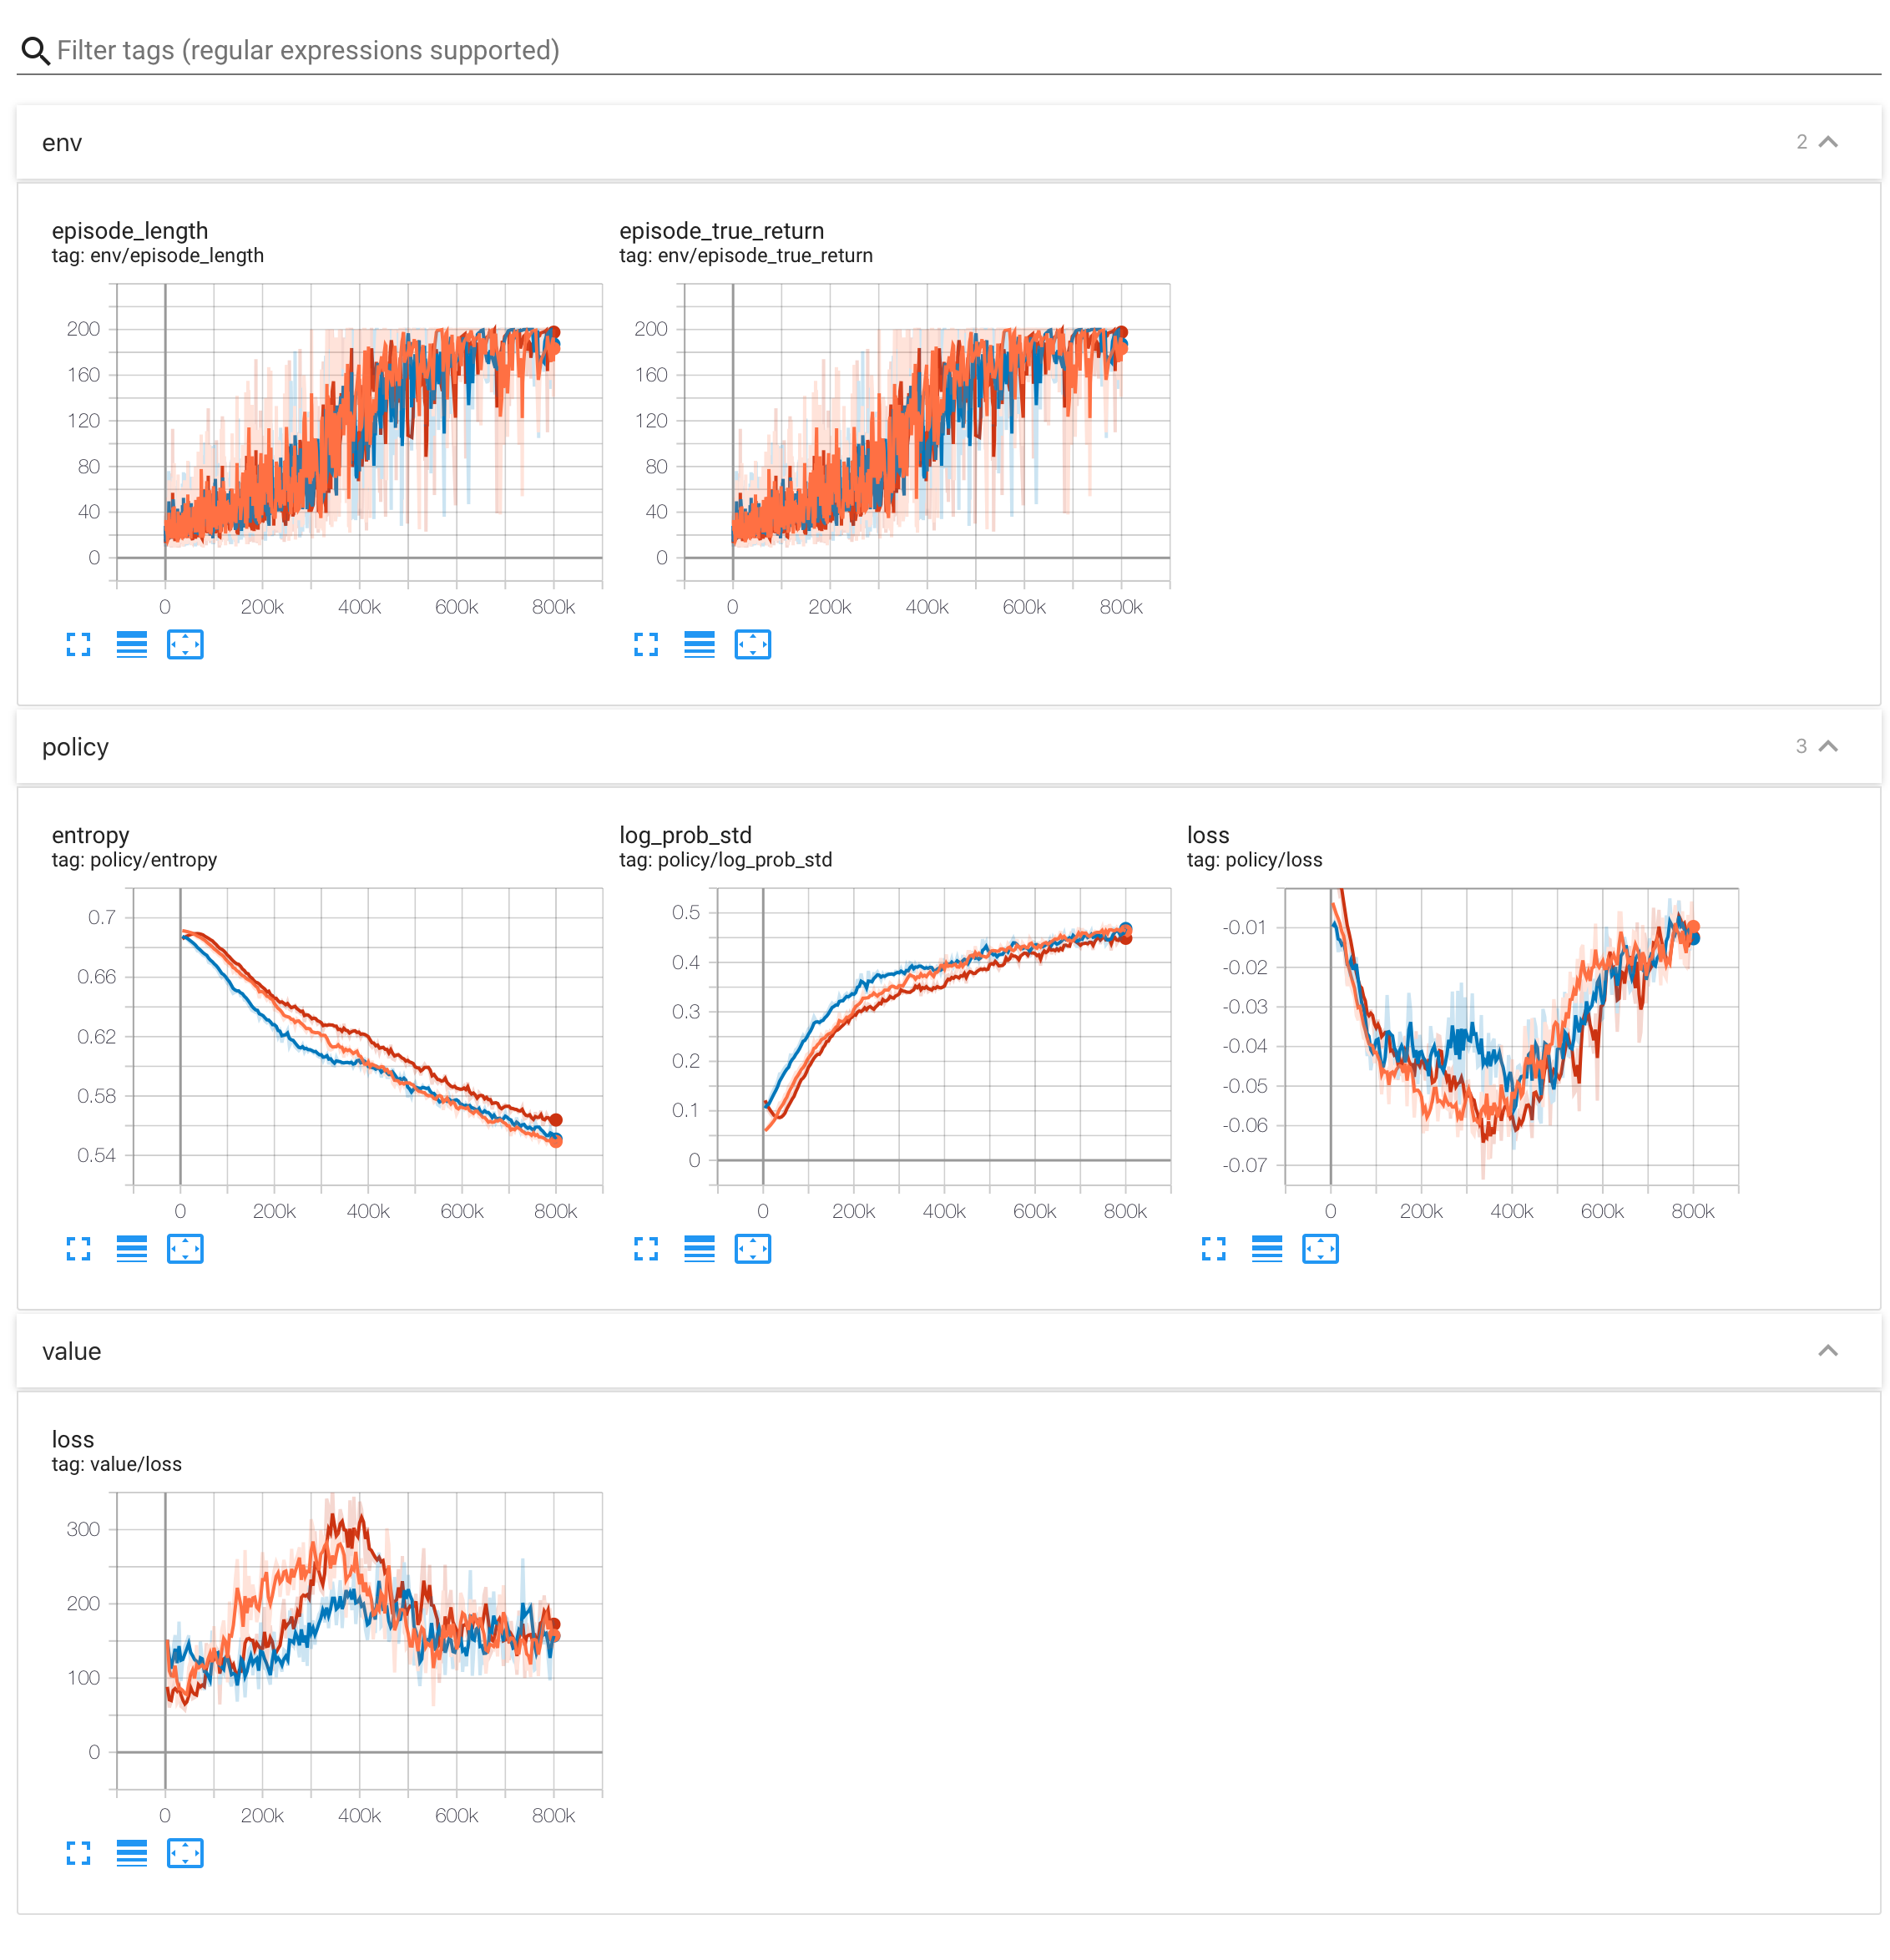 Filter tags (regular expressions supported)
env
2
episode_length
tag: env/episode_length
200
160
120
80
40
0
0 200k 400k 600k 800k
episode_true_return
tag: env/episode_true_return
200
160
120
80
40
0
0 200k 400k 600k 800k
policy
3
entropy
tag: policy/entropy
0.7
0.66
0.62
0.58
0.54
0 200k 400k 600k 800k
log_prob_std
tag: policy/log_prob_std
0.5
0.4
0.3
0.2
0.1
0
0 200k 400k 600k 800k
loss
tag: policy/loss
-0.01
-0.02
-0.03
-0.04
-0.05
-0.06
-0.07
0 200k 400k 600k 800k
value
loss
tag: value/loss
300
200
100
0
0 200k 400k 600k 800k